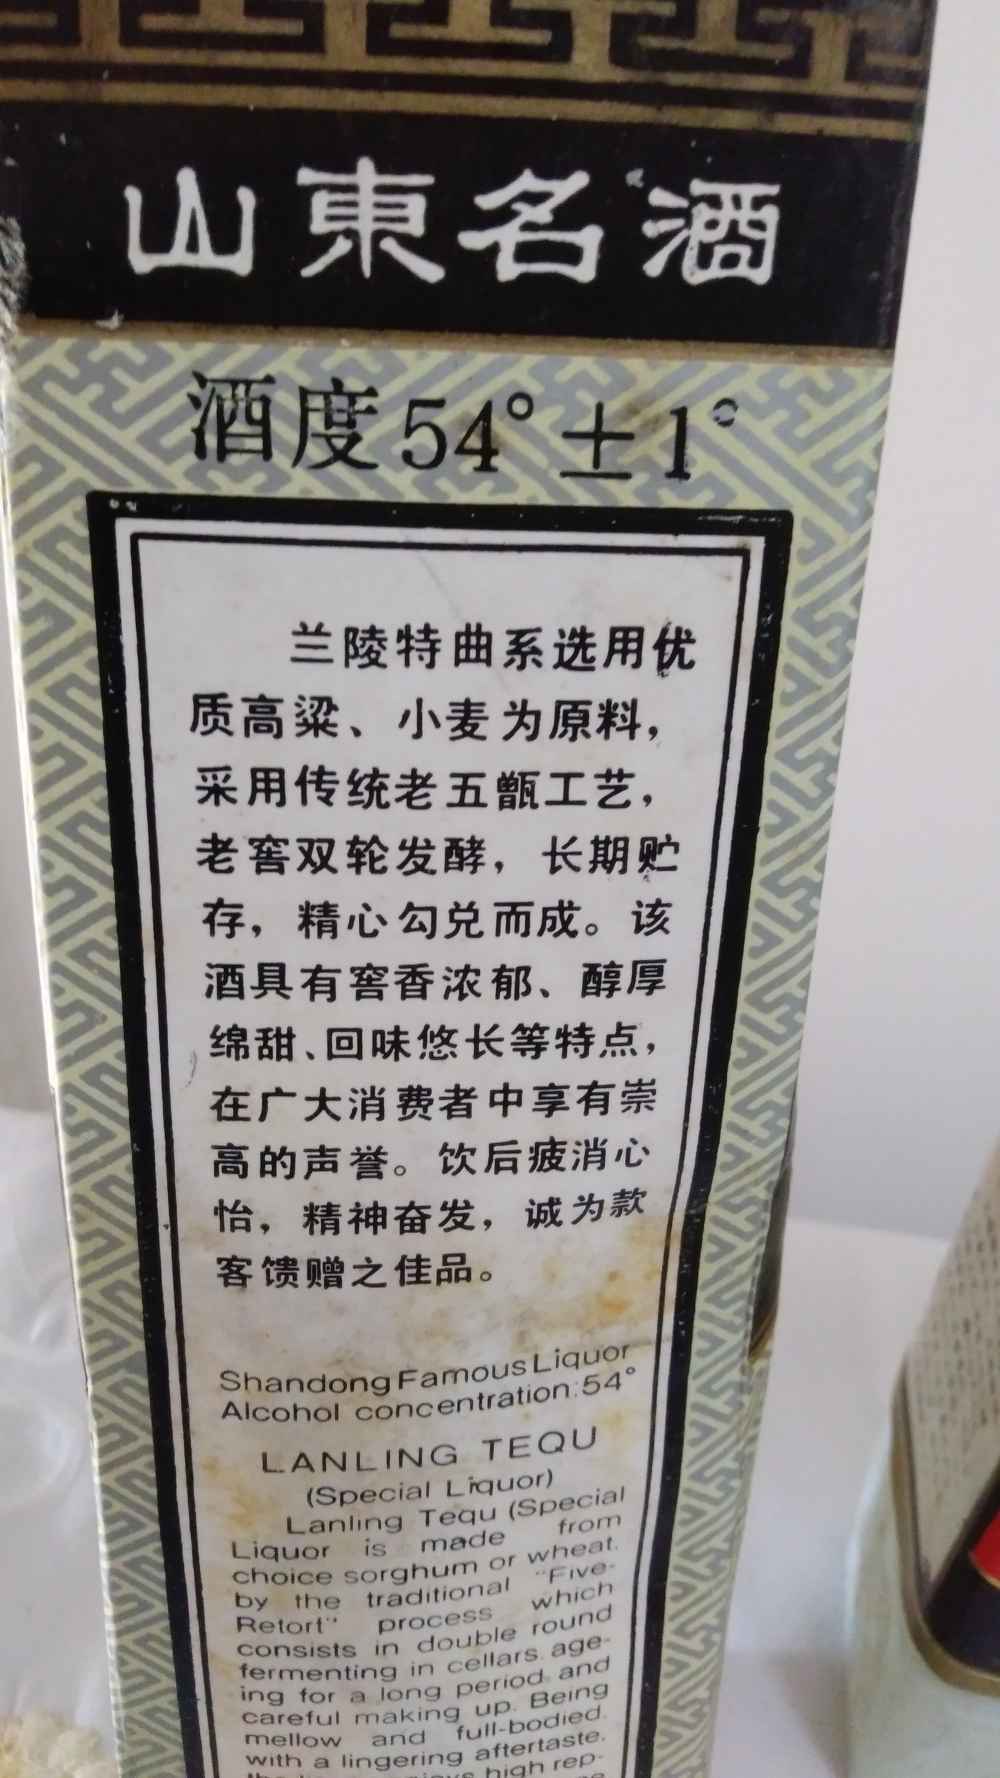 山東名酒
酒度54°±1°
兰陵特曲系选用优
质高粱、小麦为原料，
采用传统老五甑工艺，
老窖双轮发酵，长期贮
存，精心勾兑而成。该
酒具有窖香浓郁、醇厚
绵甜、回味悠长等特点，
在广大消费者中享有崇
高的声誉。饮后疲消心
怡，精神奋发，诚为款
客馈赠之佳品。
Shandong Famous Liquor
Alcohol concentration:54°
LANLING TEQU
(Special Liquor)
Lanling Tequ (Special
Liquor is made from
choice sorghum or wheat.
by the traditional "Five-
Retort" process which
consists in double round
fermenting in cellars. age-
ing for a long period, and
careful making up. Being
mellow and full-bodied.
with a lingering aftertaste.
high rep-